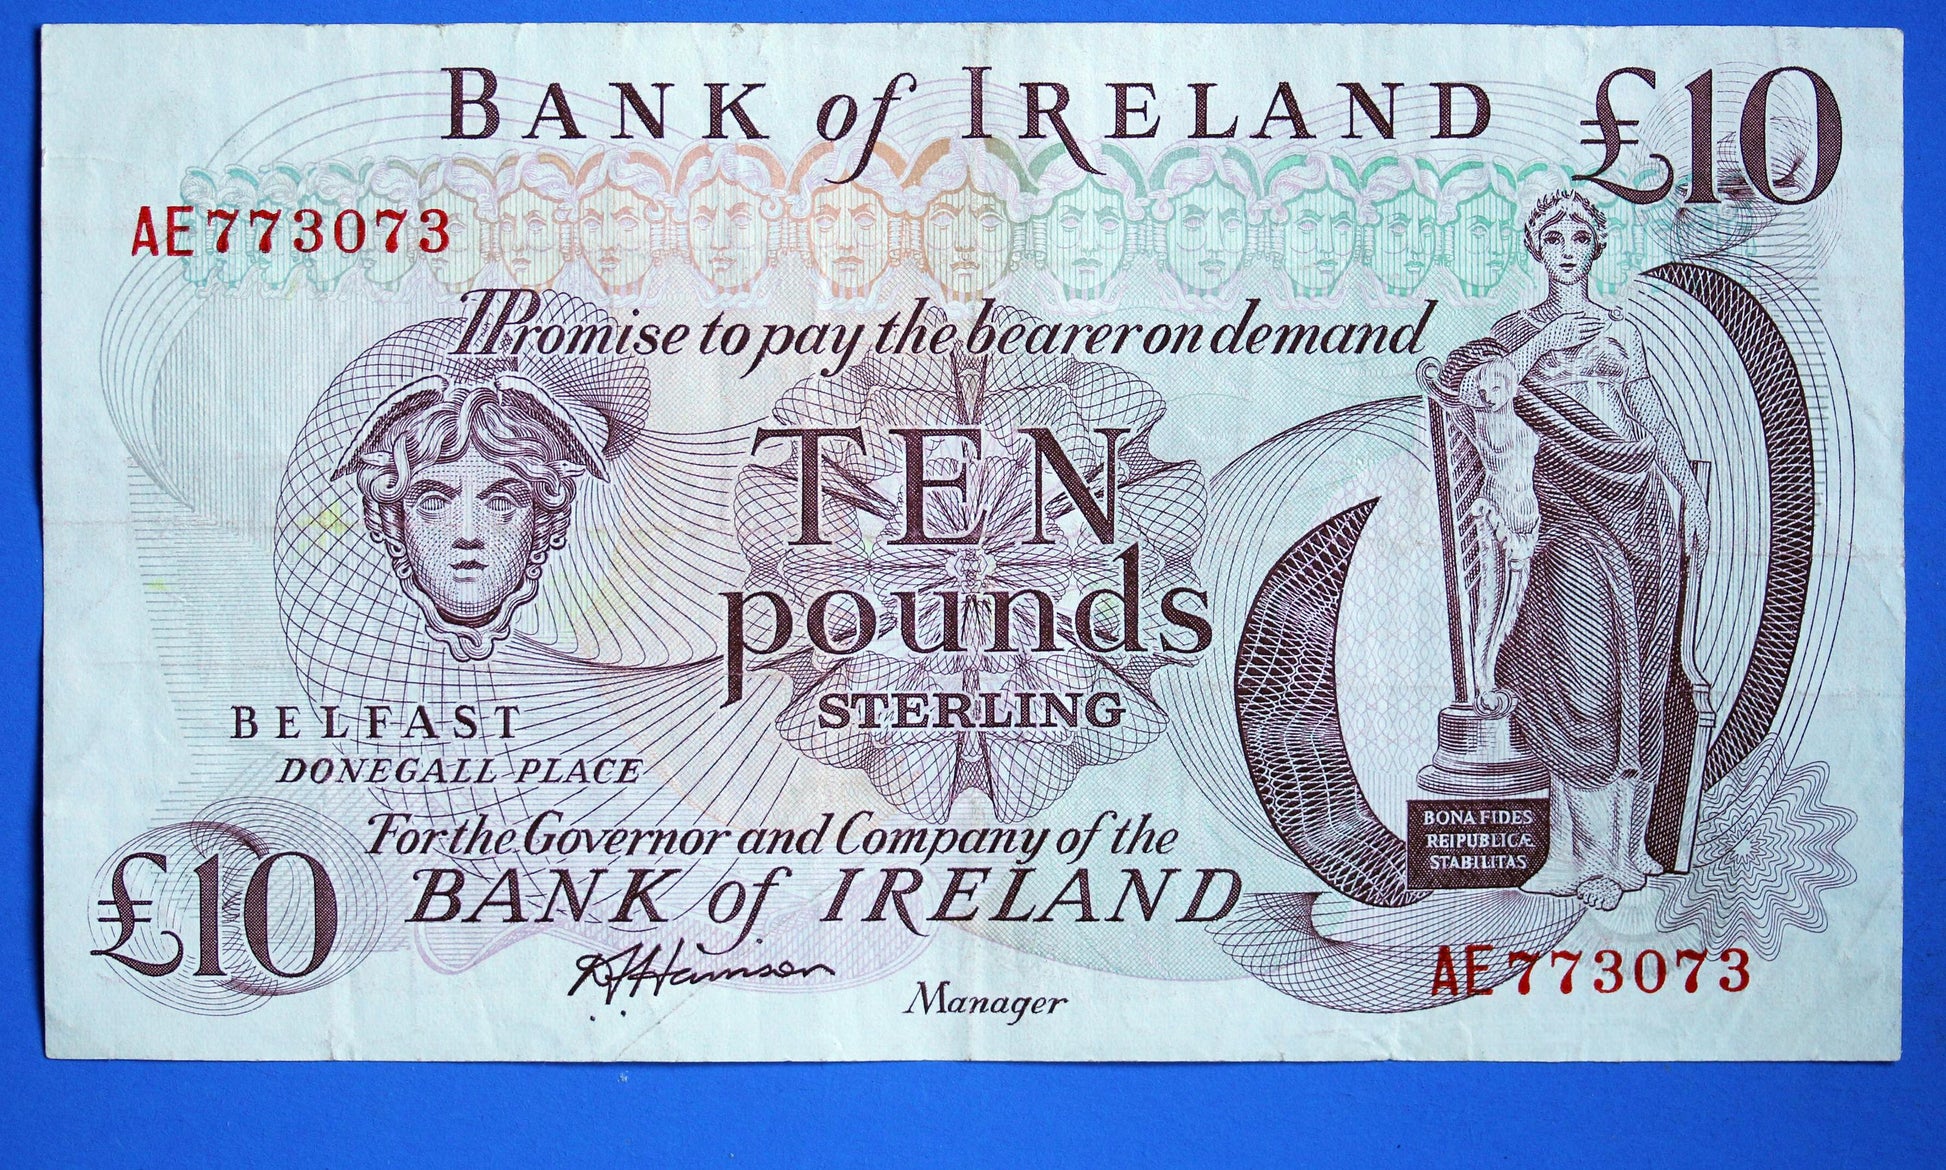 BANK of IRELAND £10
AE773073
I Promise to pay the bearer on demand
TEN
pounds
STERLING
BELFAST
DONEGALL PLACE
For the Governor and Company of the
BANK of IRELAND
£10
Manager
BONA FIDES
REIPUBLICÆ
STABILITAS
AE773073